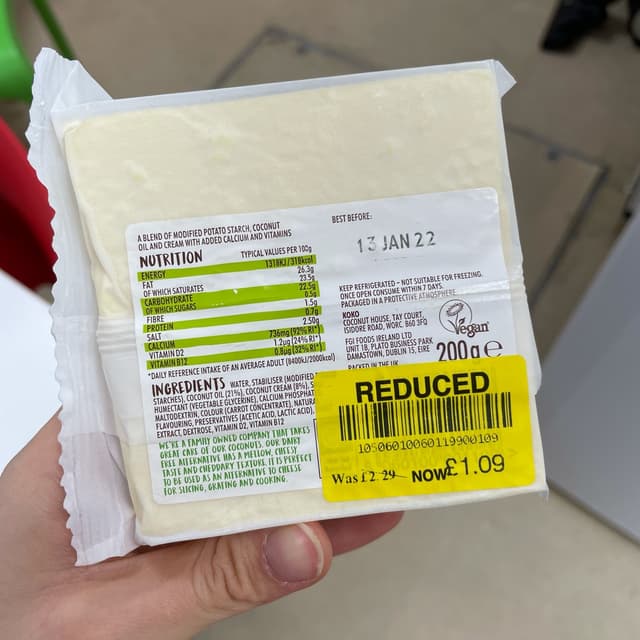 A BLEND OF MODIFIED POTATO STARCH, COCONUT
OIL AND CREAM WITH ADDED CALCIUM AND VITAMINS
NUTRITION TYPICAL VALUES PER 100g
ENERGY 1318KJ/318kcal
FAT 26.3g
OF WHICH SATURATES 23.5g
CARBOHYDRATE 22.5g
OF WHICH SUGARS 0.5g
FIBRE 1.5g
PROTEIN 0.7g
SALT 2.50g
CALCIUM 736mg (92% RI*)
VITAMIN D2 1.2µg (24% RI*)
VITAMIN B12 0.8µg (32% RI*)
*DAILY REFERENCE INTAKE OF AN AVERAGE ADULT (8400kJ/2000kcal)
INGREDIENTS WATER, STABILISER (MODIFIED
STARCHES), COCONUT OIL (21%), COCONUT CREAM (8%),
HUMECTANT (VEGETABLE GLYCERINE), CALCIUM PHOSPHAT
MALTODEXTRIN, COLOUR (CARROT CONCENTRATE), NATURA
FLAVOURING, PRESERVATIVES (ACETIC ACID, LACTIC ACID),
EXTRACT, DEXTROSE, VITAMIN D2, VITAMIN B12
WE'RE A FAMILY OWNED COMPANY THAT TAKES
GREAT CARE OF OUR COCONUTS. OUR DAIRY
FREE ALTERNATIVE HAS A MELLOW, CHEESY
TASTE AND CHEDDARY TEXTURE. IT IS PERFECT
TO BE USED AS AN ALTERNATIVE TO CHEESE
FOR SLICING, GRATING AND COOKING.
BEST BEFORE:
13 JAN 22
KEEP REFRIGERATED – NOT SUITABLE FOR FREEZING.
ONCE OPEN CONSUME WITHIN 7 DAYS.
PACKAGED IN A PROTECTIVE ATMOSPHERE
KOKO
COCONUT HOUSE, TAY COURT,
ISIDORE ROAD, WORC. B60 3FQ
FGI FOODS IRELAND LTD
UNIT 18, PLATO BUSINESS PARK
DAMASTOWN, DUBLIN 15, EIRE
PACKED IN THE UK
Vegan
200g e
REDUCED
10506010060119900109
Was £2.29 NOW £1.09